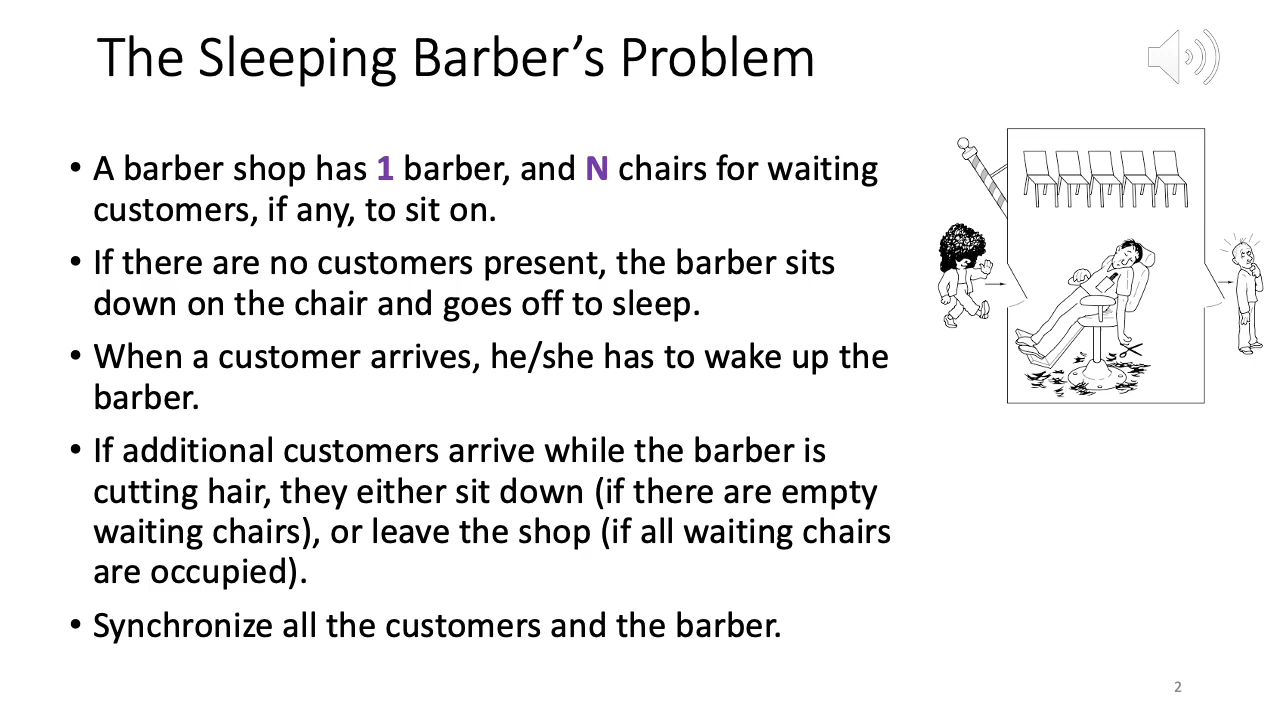 The Sleeping Barber’s Problem
• A barber shop has 1 barber, and N chairs for waiting
customers, if any, to sit on.
• If there are no customers present, the barber sits
down on the chair and goes off to sleep.
• When a customer arrives, he/she has to wake up the
barber.
• If additional customers arrive while the barber is
cutting hair, they either sit down (if there are empty
waiting chairs), or leave the shop (if all waiting chairs
are occupied).
• Synchronize all the customers and the barber.
2